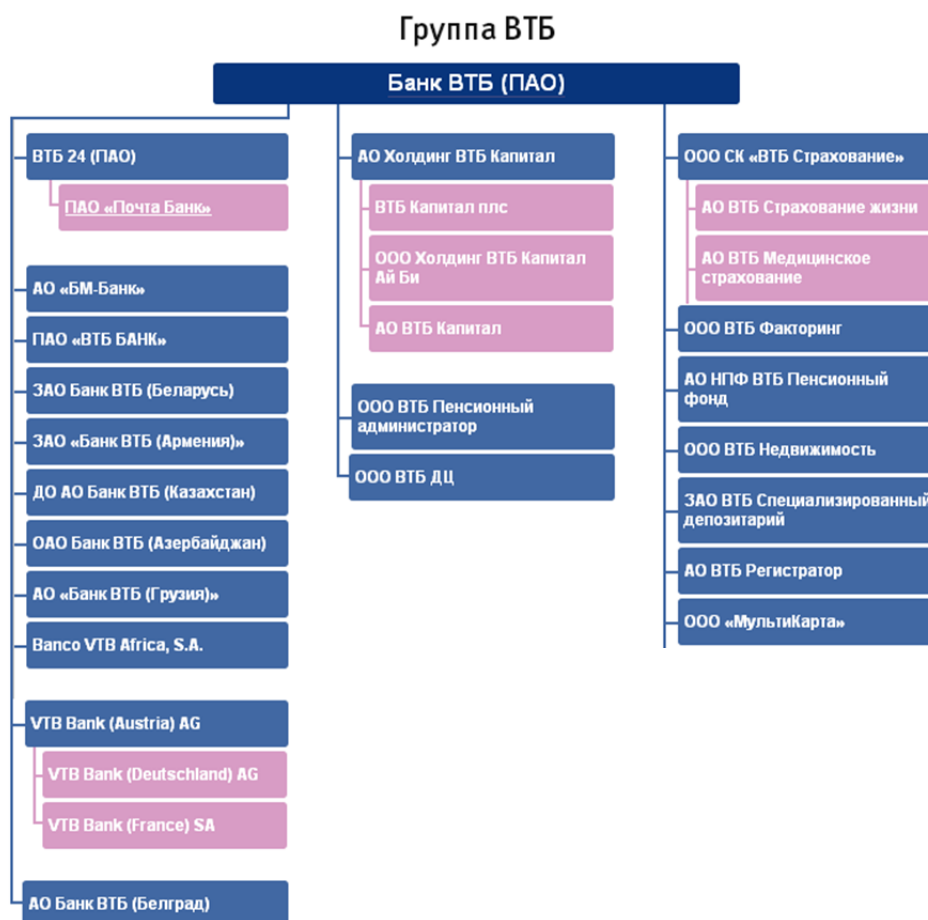 Группа ВТБ
Банк ВТБ (ПАО)
ВТБ 24 (ПАО)
ПАО «Почта Банк»
АО «БМ-Банк»
ПАО «ВТБ БАНК»
ЗАО Банк ВТБ (Беларусь)
ЗАО «Банк ВТБ (Армения)»
ДО АО Банк ВТБ (Казахстан)
ОАО Банк ВТБ (Азербайджан)
АО «Банк ВТБ (Грузия)»
Banco VTB Africa, S.A.
VTB Bank (Austria) AG
VTB Bank (Deutschland) AG
VTB Bank (France) SA
АО Банк ВТБ (Белград)
АО Холдинг ВТБ Капитал
ВТБ Капитал плс
ООО Холдинг ВТБ Капитал
Ай Би
АО ВТБ Капитал
ООО ВТБ Пенсионный
администратор
ООО ВТБ ДЦ
ООО СК «ВТБ Страхование»
АО ВТБ Страхование жизни
АО ВТБ Медицинское
страхование
ООО ВТБ Факторинг
АО НПФ ВТБ Пенсионный
фонд
ООО ВТБ Недвижимость
ЗАО ВТБ Специализированный
депозитарий
АО ВТБ Регистратор
ООО «МультиКарта»